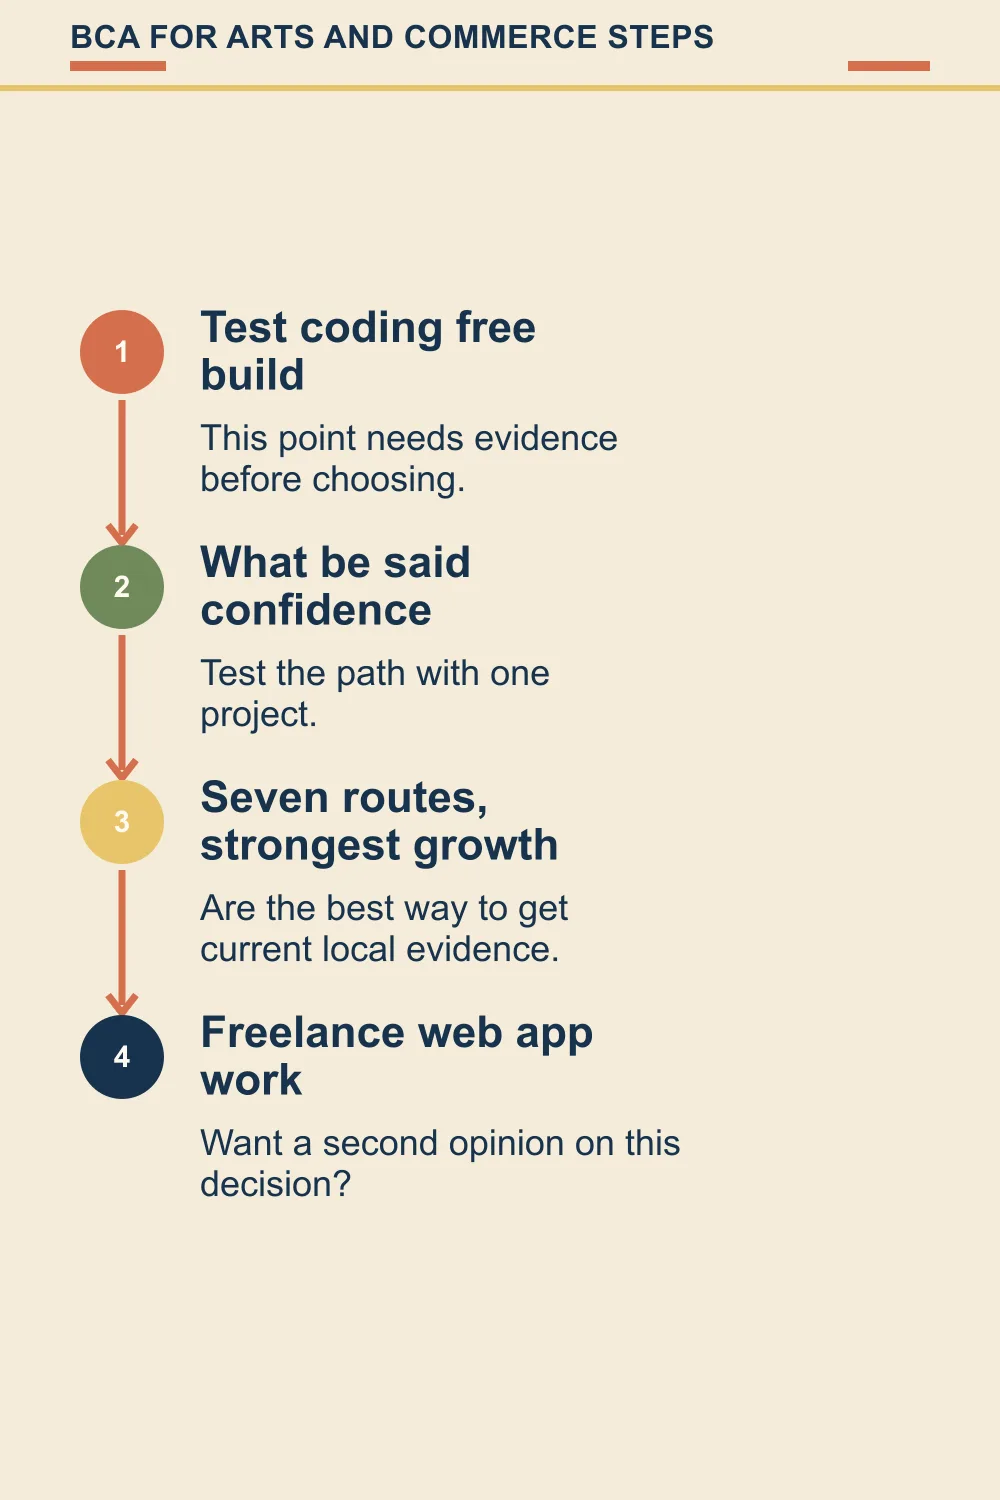 BCA FOR ARTS AND COMMERCE STEPS
1
Test coding free
build
This point needs evidence
before choosing.
2
What be said
confidence
Test the path with one
project.
3
Seven routes,
strongest growth
Are the best way to get
current local evidence.
4
Freelance web app
work
Want a second opinion on this
decision?